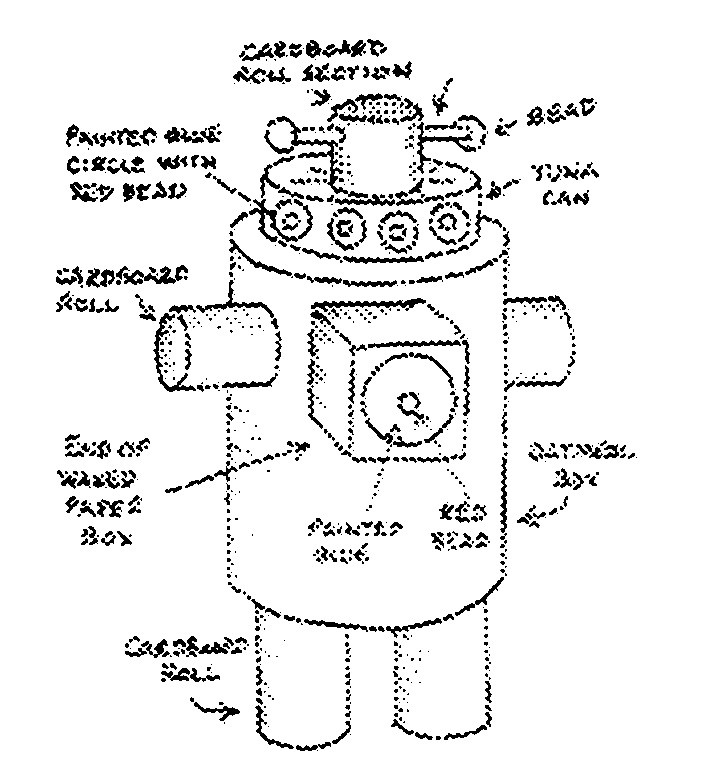 CARDBOARD
ROLL SECTION
BEAD
PAINTED BLUE
CIRCLE WITH
RED BEAD
TUNA
CAN
CARDBOARD
ROLL
END OF
WAXED
PAPER
BOX
OATMEAL
BOX
PAINTED
BLUE
RED
BEAD
CARDBOARD
ROLL